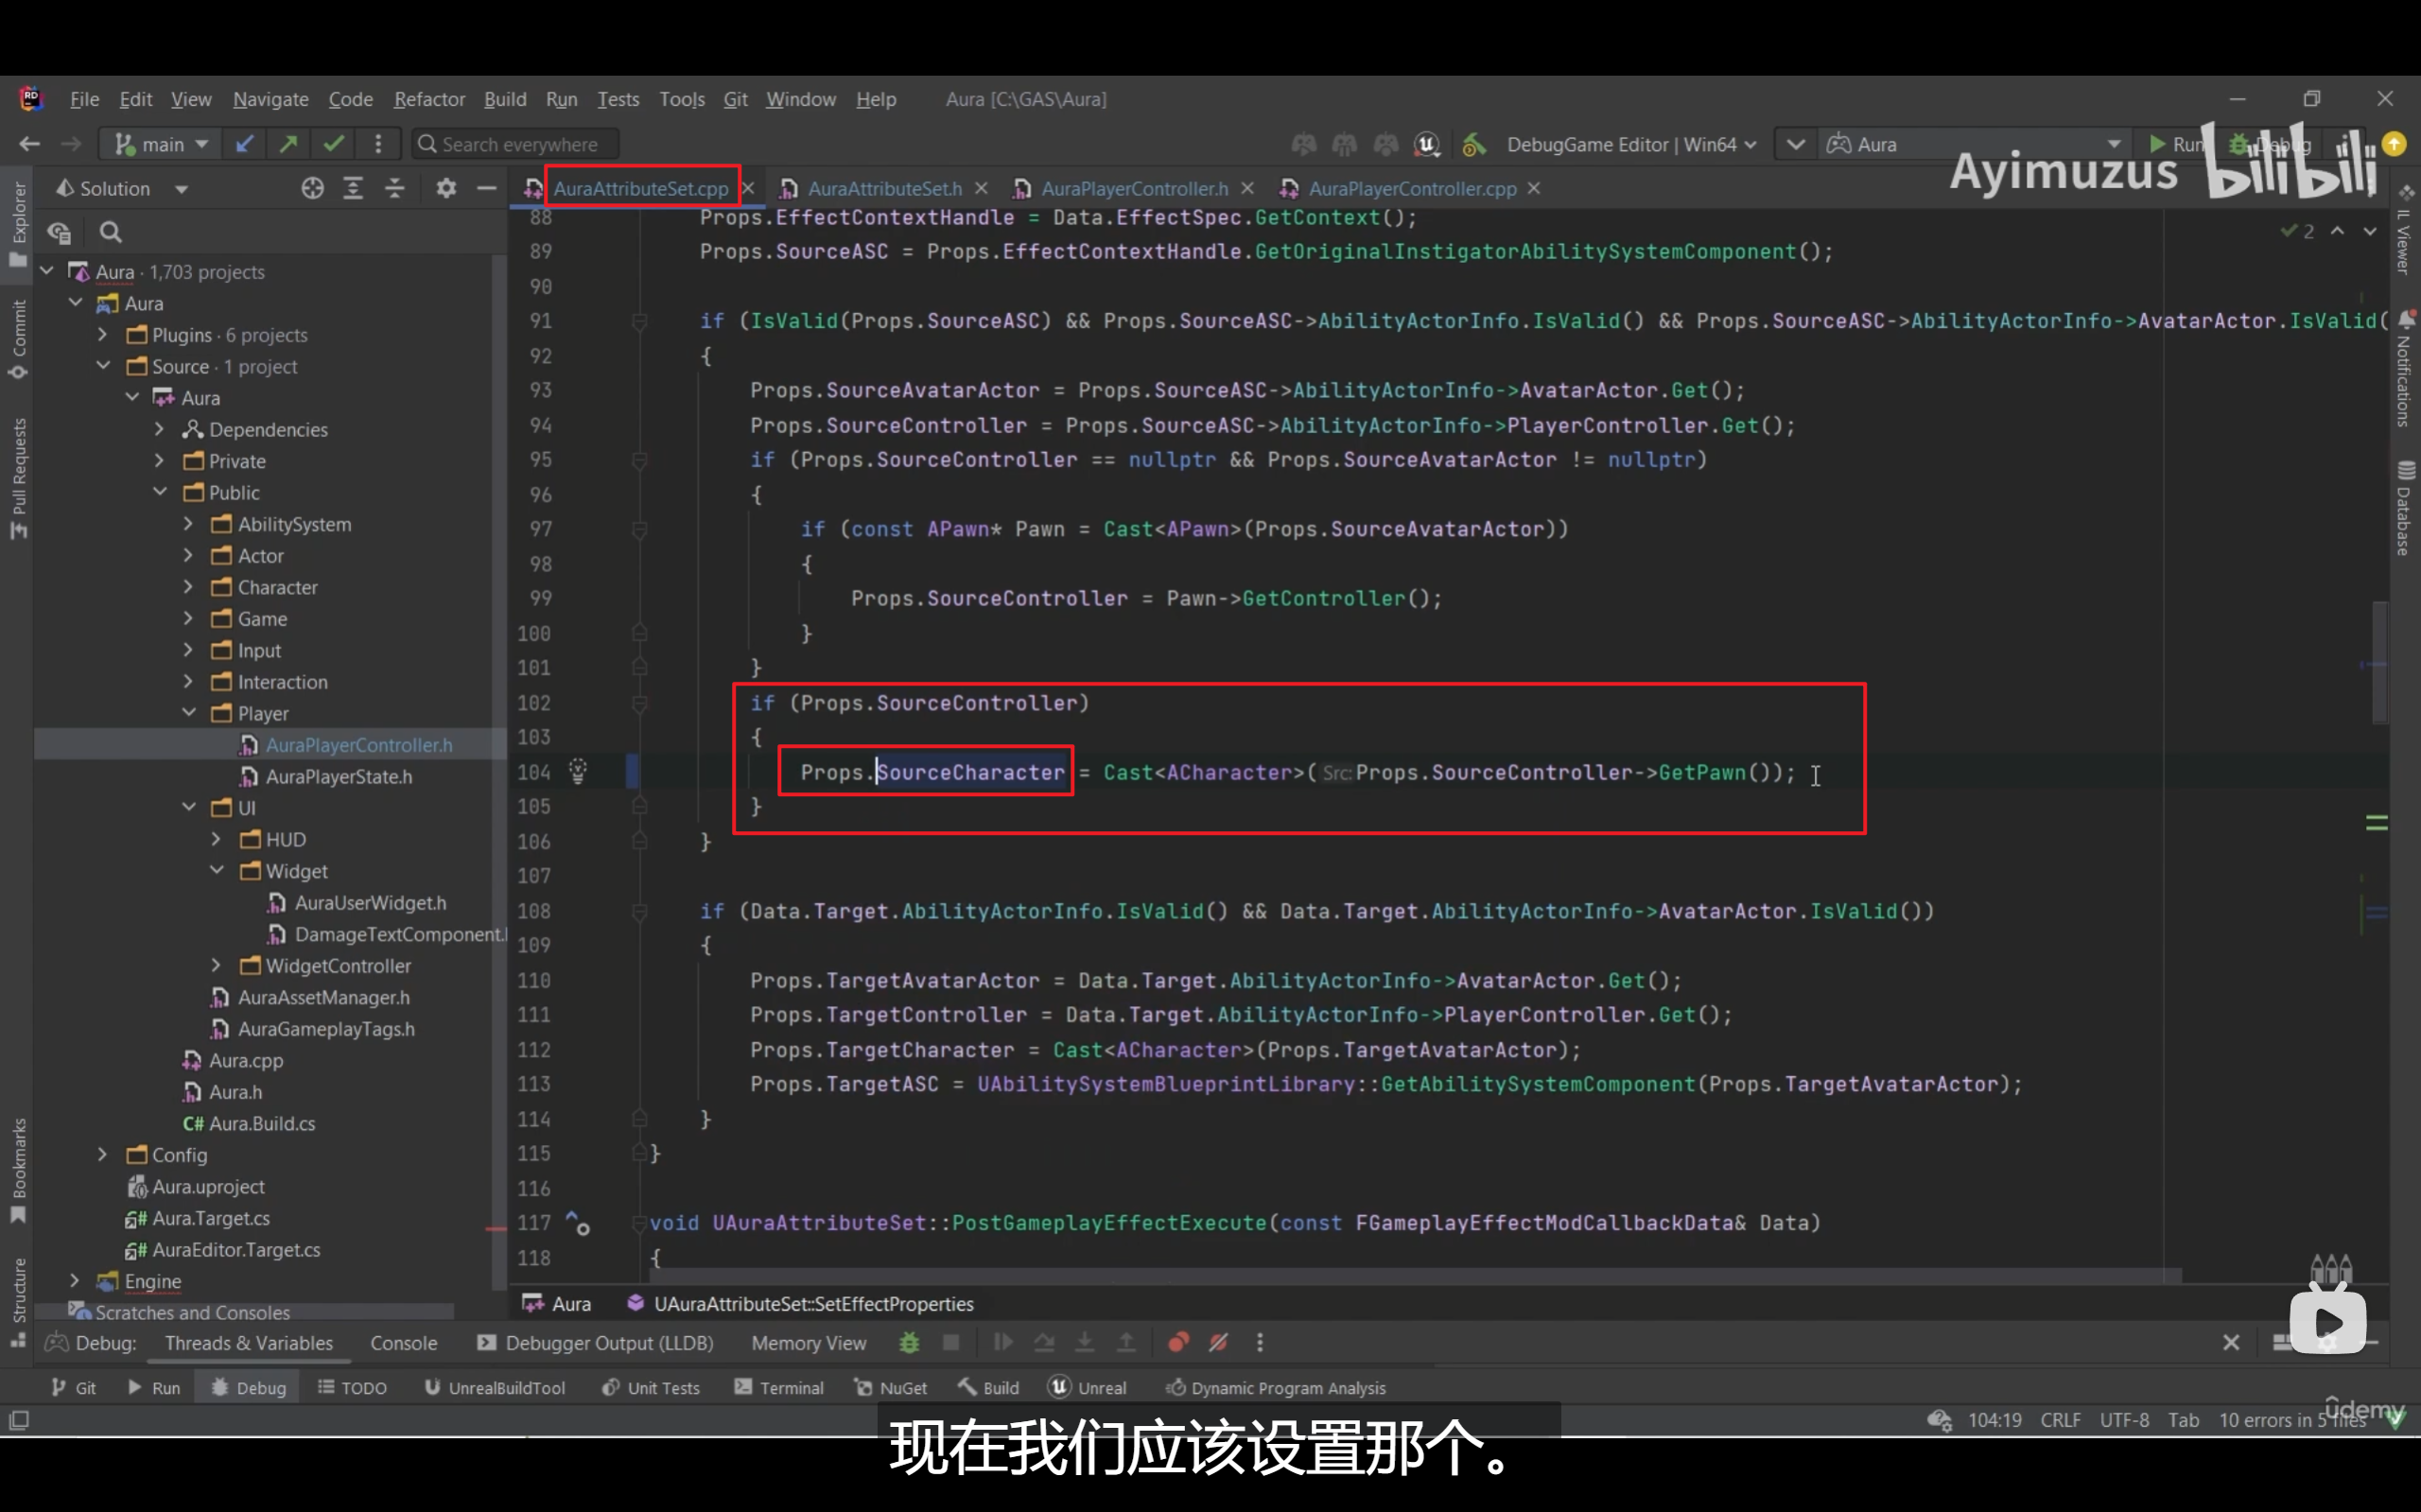 File Edit View Navigate Code Refactor Build Run Tests Tools Git Window Help Aura [C:\GAS\Aura]
main Search everywhere DebugGame Editor | Win64 Aura Run Debug
Ayimuzus bilibili
Solution AuraAttributeSet.cpp AuraAttributeSet.h AuraPlayerController.h AuraPlayerController.cpp
Explorer
Commit
Pull Requests
Bookmarks
Structure
Aura · 1,703 projects
Aura
Plugins · 6 projects
Source · 1 project
Aura
Dependencies
Private
Public
AbilitySystem
Actor
Character
Game
Input
Interaction
Player
AuraPlayerController.h
AuraPlayerState.h
UI
HUD
Widget
AuraUserWidget.h
DamageTextComponent.
WidgetController
AuraAssetManager.h
AuraGameplayTags.h
Aura.cpp
Aura.h
C# Aura.Build.cs
Config
Aura.uproject
Aura.Target.cs
AuraEditor.Target.cs
Engine
Scratches and Consoles
88 Props.EffectContextHandle = Data.EffectSpec.GetContext();
2
89 Props.SourceASC = Props.EffectContextHandle.GetOriginalInstigatorAbilitySystemComponent();
90
91 if (IsValid(Props.SourceASC) && Props.SourceASC->AbilityActorInfo.IsValid() && Props.SourceASC->AbilityActorInfo->AvatarActor.IsValid(
92 {
93 Props.SourceAvatarActor = Props.SourceASC->AbilityActorInfo->AvatarActor.Get();
94 Props.SourceController = Props.SourceASC->AbilityActorInfo->PlayerController.Get();
95 if (Props.SourceController == nullptr && Props.SourceAvatarActor != nullptr)
96 {
97 if (const APawn* Pawn = Cast<APawn>(Props.SourceAvatarActor))
98 {
99 Props.SourceController = Pawn->GetController();
100 }
101 }
102 if (Props.SourceController)
103 {
104 Props.SourceCharacter = Cast<ACharacter>(Src:Props.SourceController->GetPawn());
105 }
106 }
107
108 if (Data.Target.AbilityActorInfo.IsValid() && Data.Target.AbilityActorInfo->AvatarActor.IsValid())
109 {
110 Props.TargetAvatarActor = Data.Target.AbilityActorInfo->AvatarActor.Get();
111 Props.TargetController = Data.Target.AbilityActorInfo->PlayerController.Get();
112 Props.TargetCharacter = Cast<ACharacter>(Props.TargetAvatarActor);
113 Props.TargetASC = UAbilitySystemBlueprintLibrary::GetAbilitySystemComponent(Props.TargetAvatarActor);
114 }
115 }
116
117 void UAuraAttributeSet::PostGameplayEffectExecute(const FGameplayEffectModCallbackData& Data)
118 {
IL Viewer
Notifications
Database
Aura UAuraAttributeSet::SetEffectProperties
Debug: Threads & Variables Console Debugger Output (LLDB) Memory View
Git Run Debug TODO UnrealBuildTool Unit Tests Terminal NuGet Build Unreal Dynamic Program Analysis
104:19 CRLF UTF-8 Tab 10 errors in 5 files
ûdemy
现在我们应该设置那个。